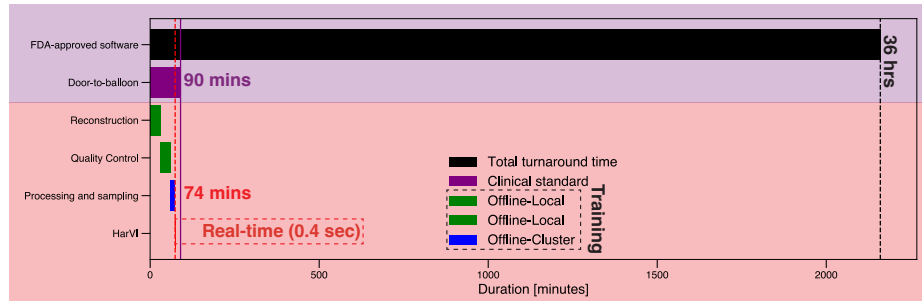 FDA-approved software
36 hrs
Door-to-balloon
90 mins
Reconstruction
Quality Control
Processing and sampling
74 mins
HarVI
Real-time (0.4 sec)
Total turnaround time
Clinical standard
Offline-Local
Offline-Local
Offline-Cluster
Training
0
500
1000
1500
2000
Duration [minutes]